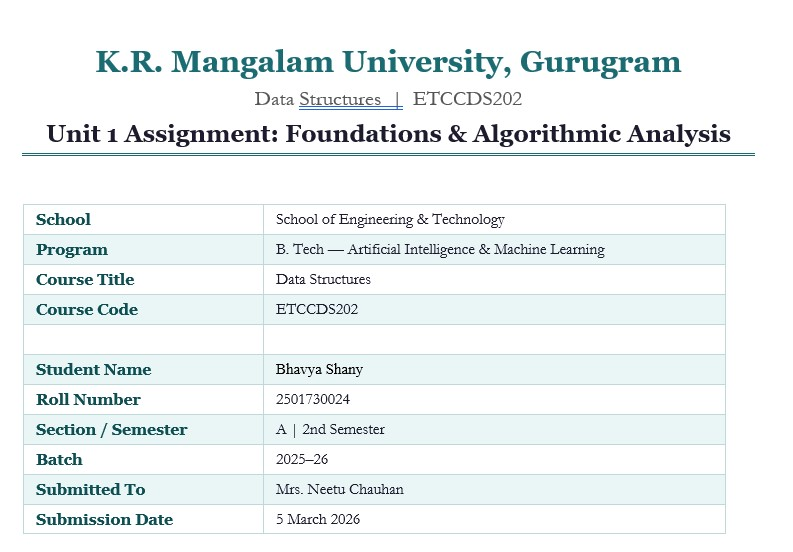 K.R. Mangalam University, Gurugram
Data Structures | ETCCDS202
Unit 1 Assignment: Foundations & Algorithmic Analysis
School School of Engineering & Technology
Program B. Tech — Artificial Intelligence & Machine Learning
Course Title Data Structures
Course Code ETCCDS202
Student Name Bhavya Shany
Roll Number 2501730024
Section / Semester A | 2nd Semester
Batch 2025–26
Submitted To Mrs. Neetu Chauhan
Submission Date 5 March 2026